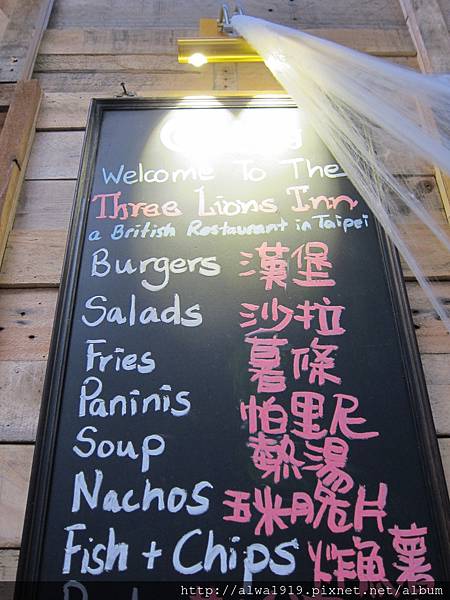 Welcome To The
Three Lions Inn
a British Restaurant in Taipei
Burgers 漢堡
Salads 沙拉
Fries 薯條
Paninis 帕里尼
Soup 熱湯
Nachos 玉米脆片
Fish + Chips 炸魚薯
http://alwa1919.pixnet.net/album